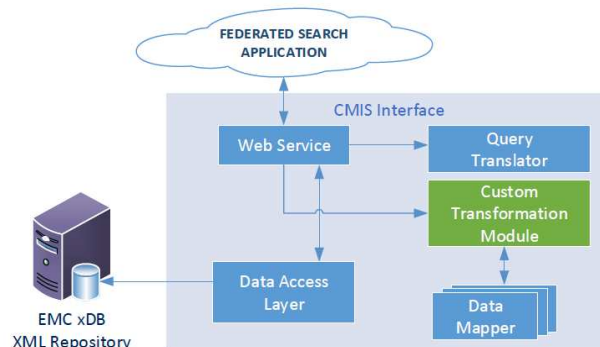 FEDERATED SEARCH
APPLICATION
CMIS Interface
Web Service
Query
Translator
Custom
Transformation
Module
Data Access
Layer
Data
Mapper
EMC xDB
XML Repository